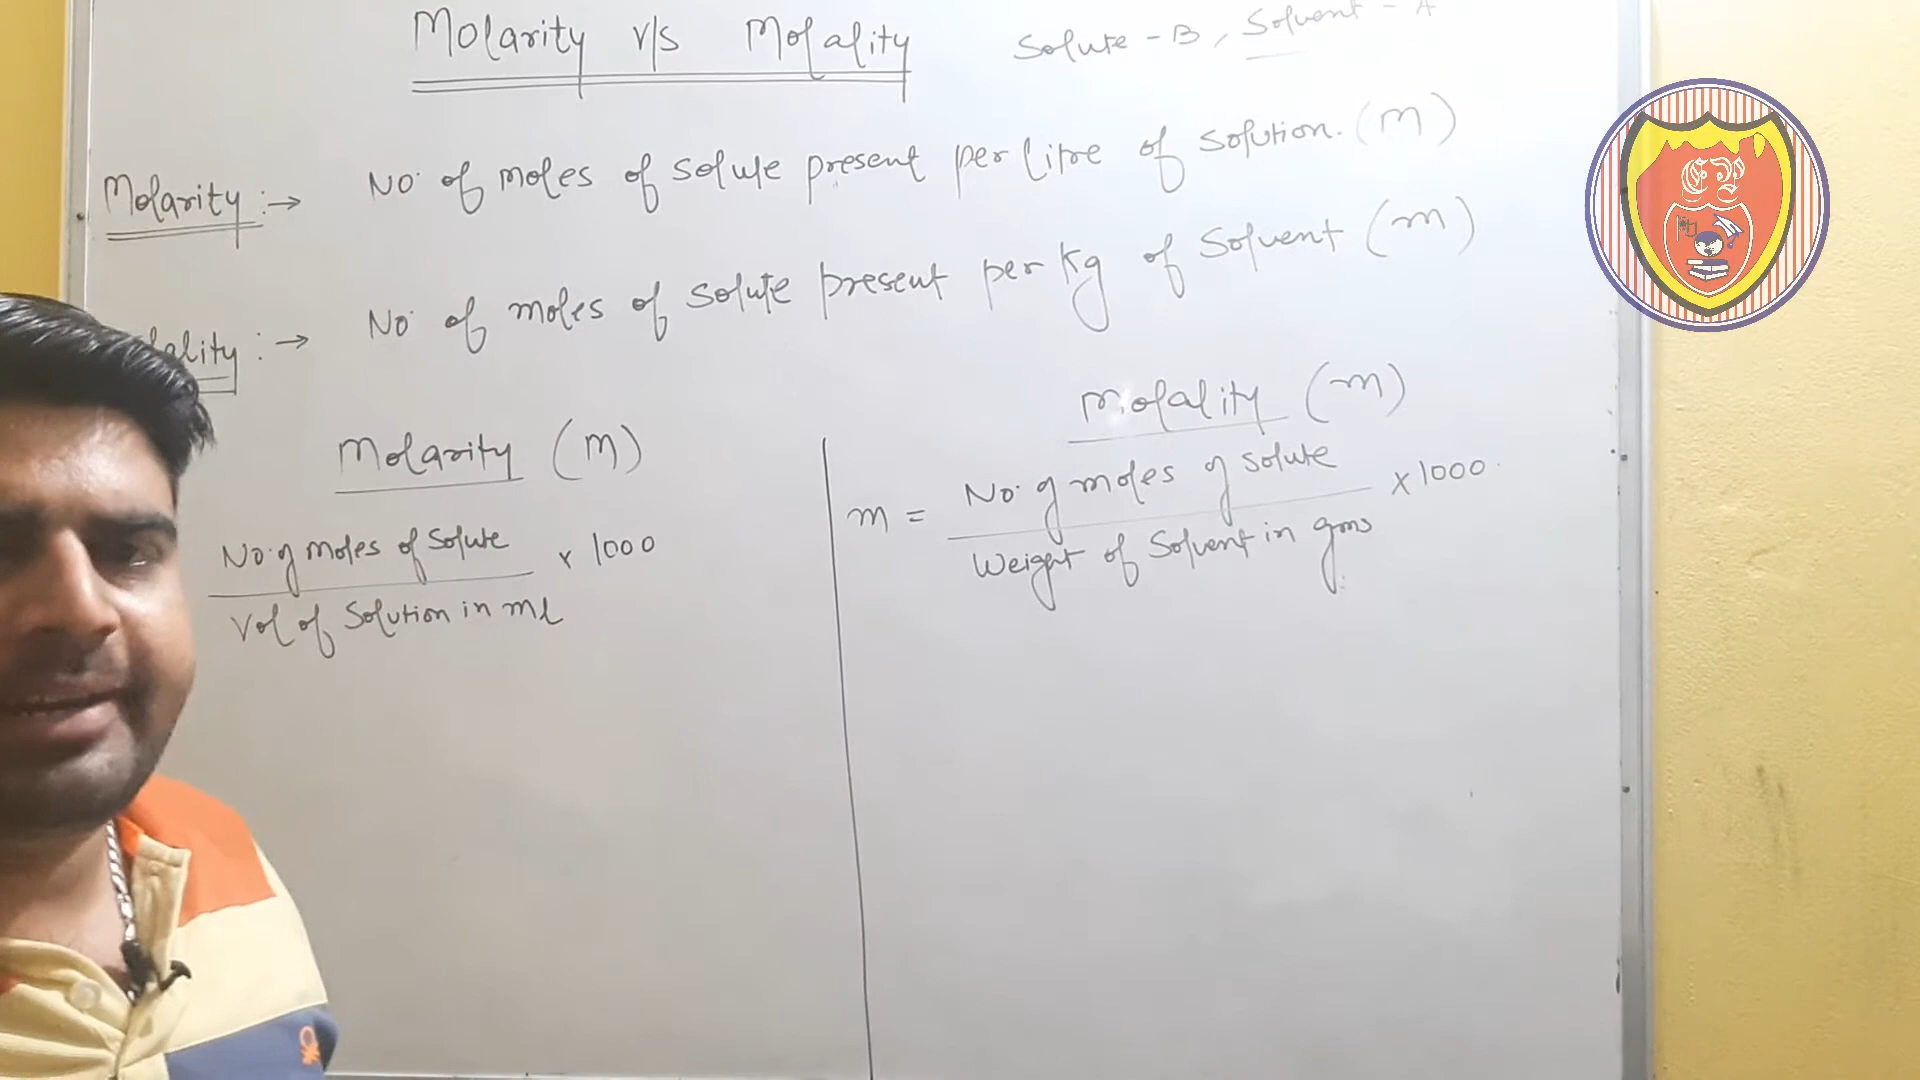 Molarity v/s Molality
Solute - B, Solvent - A
Molarity :→ No. of moles of solute present per litre of solution. (M)
ality :→ No. of moles of solute present per kg of solvent (m)
Molarity (M)
No. of moles of solute × 1000
Vol of solution in ml
Molality (m)
m = No. of moles of solute × 1000
Weight of solvent in gms
EP